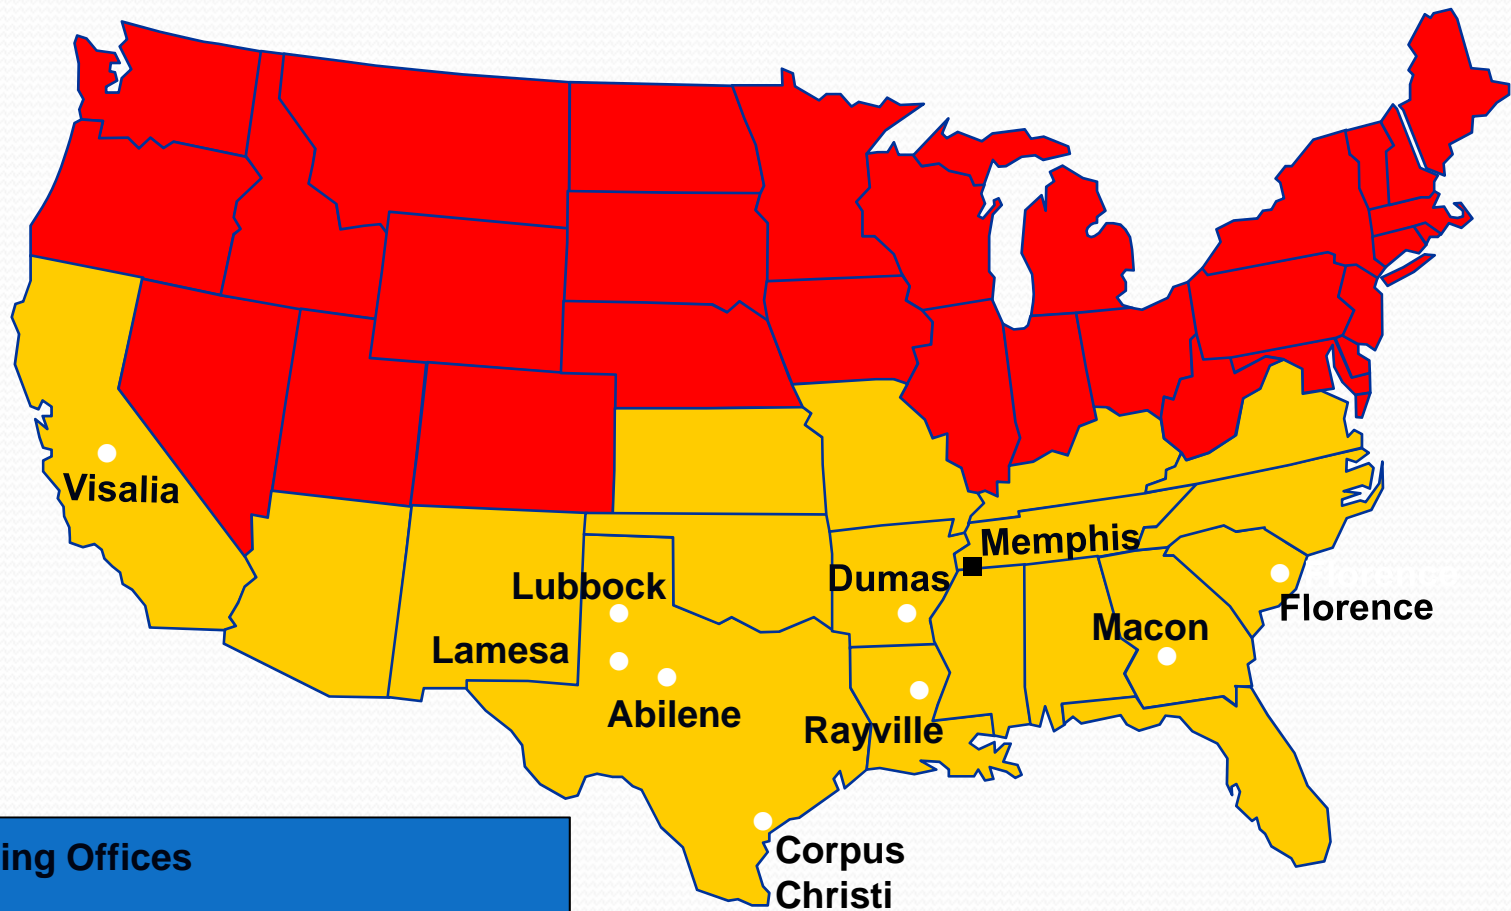 Visalia
Memphis
Lubbock
Dumas
Florence
Macon
Lamesa
Abilene
Rayville
Corpus
Christi
ing Offices